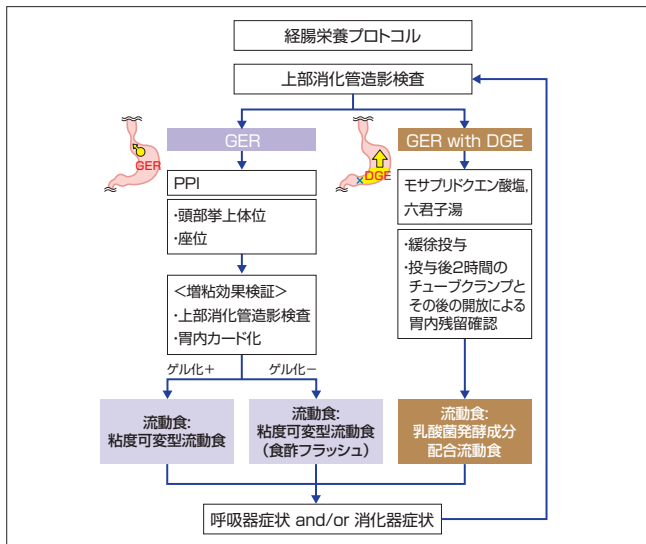 経腸栄養プロトコル
上部消化管造影検査
GER
GER
DGE
GER with DGE
PPI
・頭部挙上体位
・座位
<増粘効果検証>
・上部消化管造影検査
・胃内カード化
モサプリドクエン酸塩,
六君子湯
・緩徐投与
・投与後2時間の
チューブクランプと
その後の開放による
胃内残留確認
ゲル化+
ゲル化-
流動食:
粘度可変型流動食
流動食:
粘度可変型流動食
(食酢フラッシュ)
流動食:
乳酸菌発酵成分
配合流動食
呼吸器症状 and/or 消化器症状